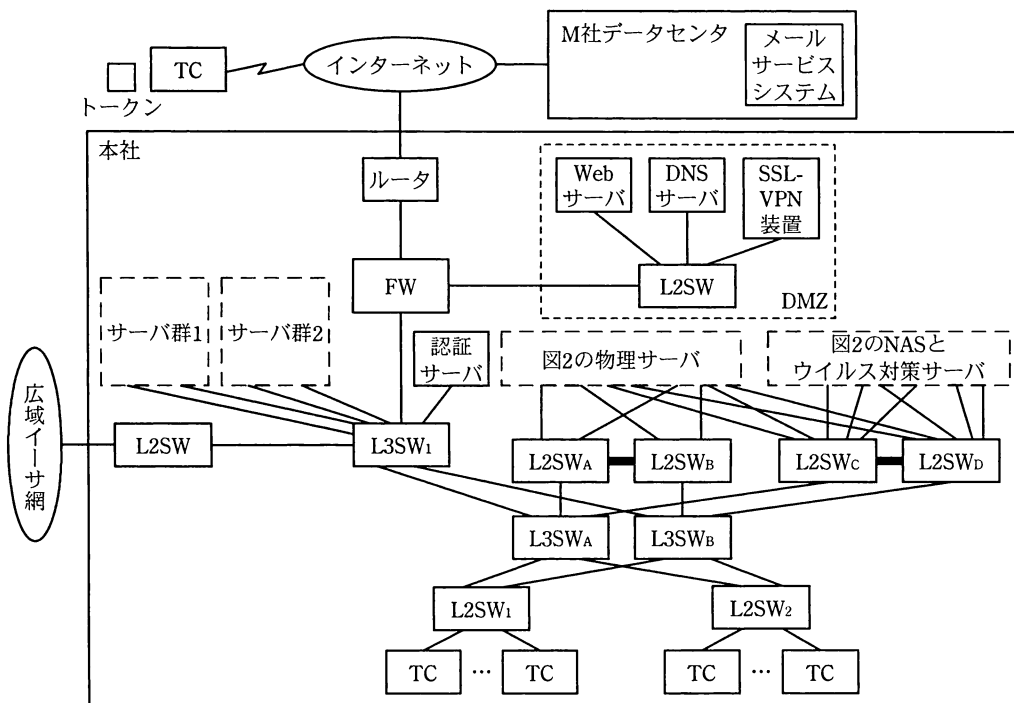 M社データセンタ
メール
サービス
システム
インターネット
TC
トークン
本社
ルータ
Web
サーバ
DNS
サーバ
SSL-
VPN
装置
L2SW
DMZ
FW
サーバ群1
サーバ群2
認証
サーバ
図2の物理サーバ
図2のNASと
ウイルス対策サーバ
広域イーサ網
L2SW
L3SW1
L2SWA
L2SWB
L2SWC
L2SWD
L3SWA
L3SWB
L2SW1
L2SW2
TC … TC
TC … TC